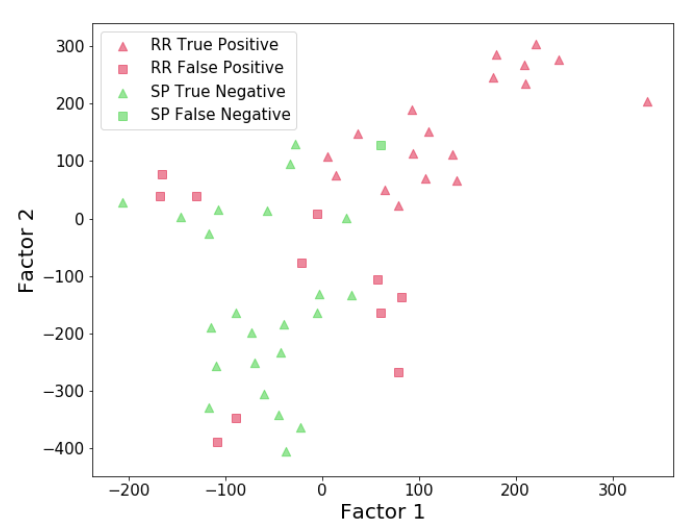 RR True Positive
RR False Positive
SP True Negative
SP False Negative
300
200
100
0
−100
−200
−300
−400
Factor 2
−200 −100 0 100 200 300
Factor 1